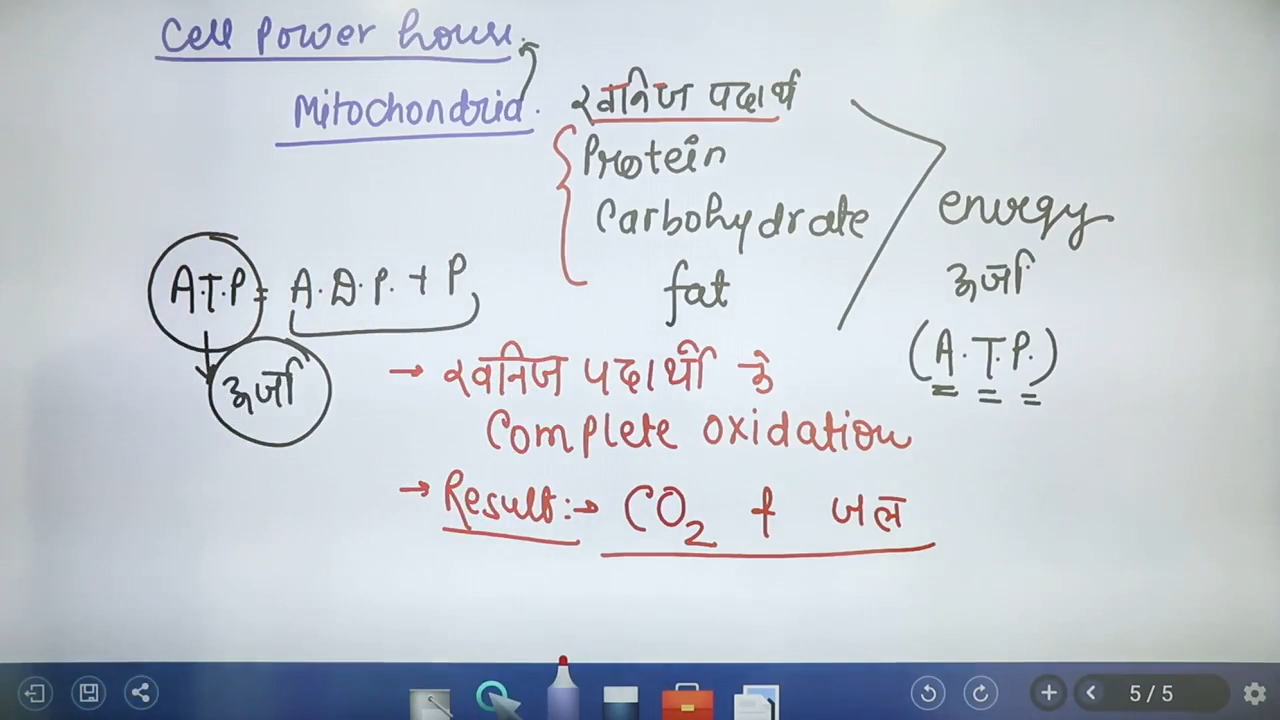 Cell Power house.
Mitochondria.
खनिज पदार्थ
Protein
Carbohydrate
fat
energy
ऊर्जा
(A.T.P.)
A.T.P = A.D.P. + P
ऊर्जा
→ खनिज पदार्थों के
Complete oxidation
→ Result:→ CO₂ + जल
5/5